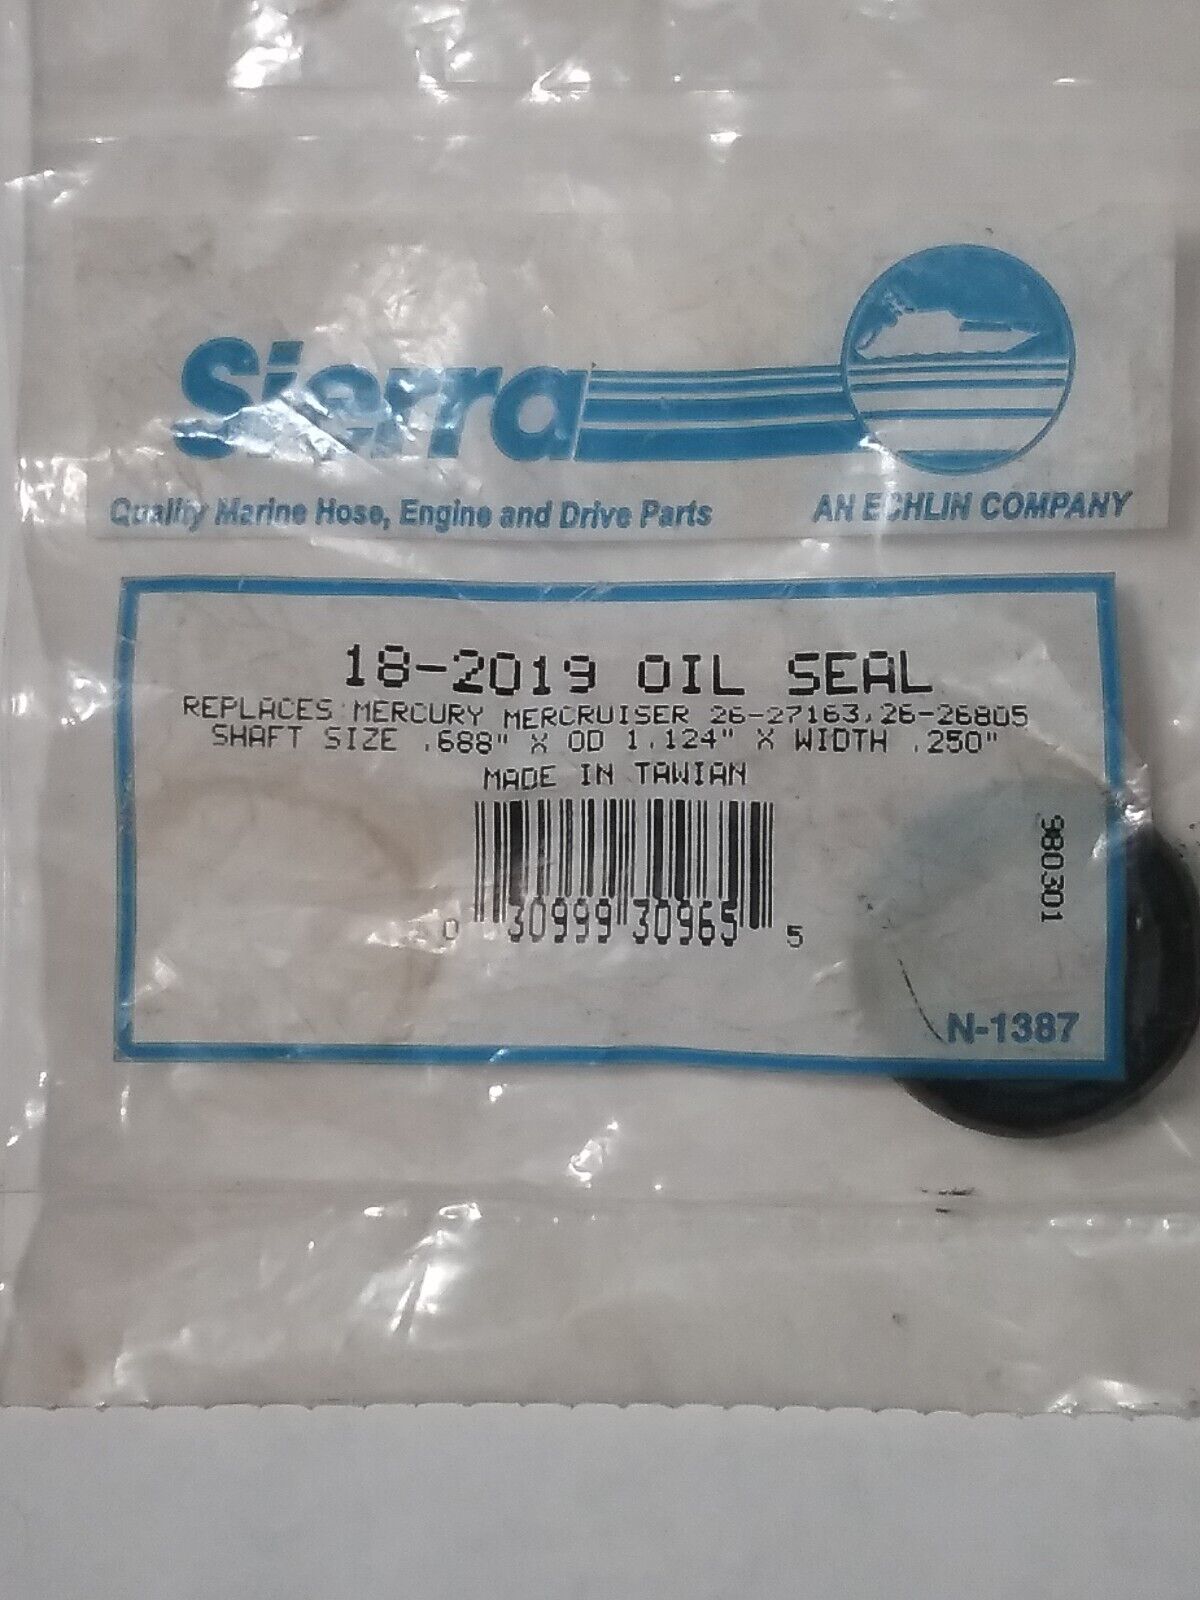 Sierra
Quality Marine Hose, Engine and Drive Parts
AN ECHLIN COMPANY
18-2019 OIL SEAL
REPLACES MERCURY MERCRUISER 26-27163,26-26805
SHAFT SIZE .688" X OD 1.124" X WIDTH .250"
MADE IN TAWIAN
980301
0 30999 30965 5
N-1387